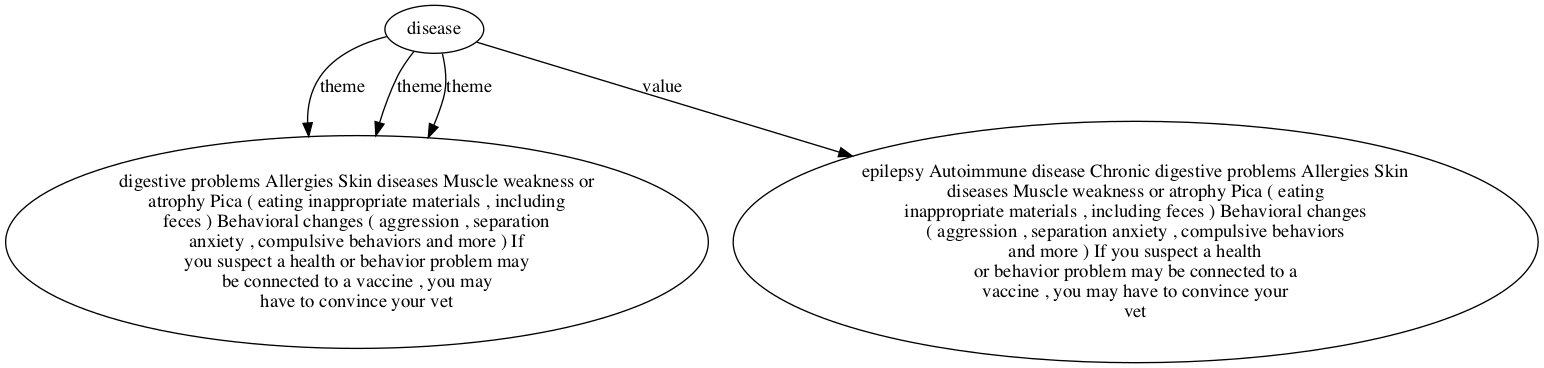 disease
theme
theme
theme
value
digestive problems Allergies Skin diseases Muscle weakness or
atrophy Pica ( eating inappropriate materials , including
feces ) Behavioral changes ( aggression , separation
anxiety , compulsive behaviors and more ) If
you suspect a health or behavior problem may
be connected to a vaccine , you may
have to convince your vet
epilepsy Autoimmune disease Chronic digestive problems Allergies Skin
diseases Muscle weakness or atrophy Pica ( eating
inappropriate materials , including feces ) Behavioral changes
( aggression , separation anxiety , compulsive behaviors
and more ) If you suspect a health
or behavior problem may be connected to a
vaccine , you may have to convince your
vet